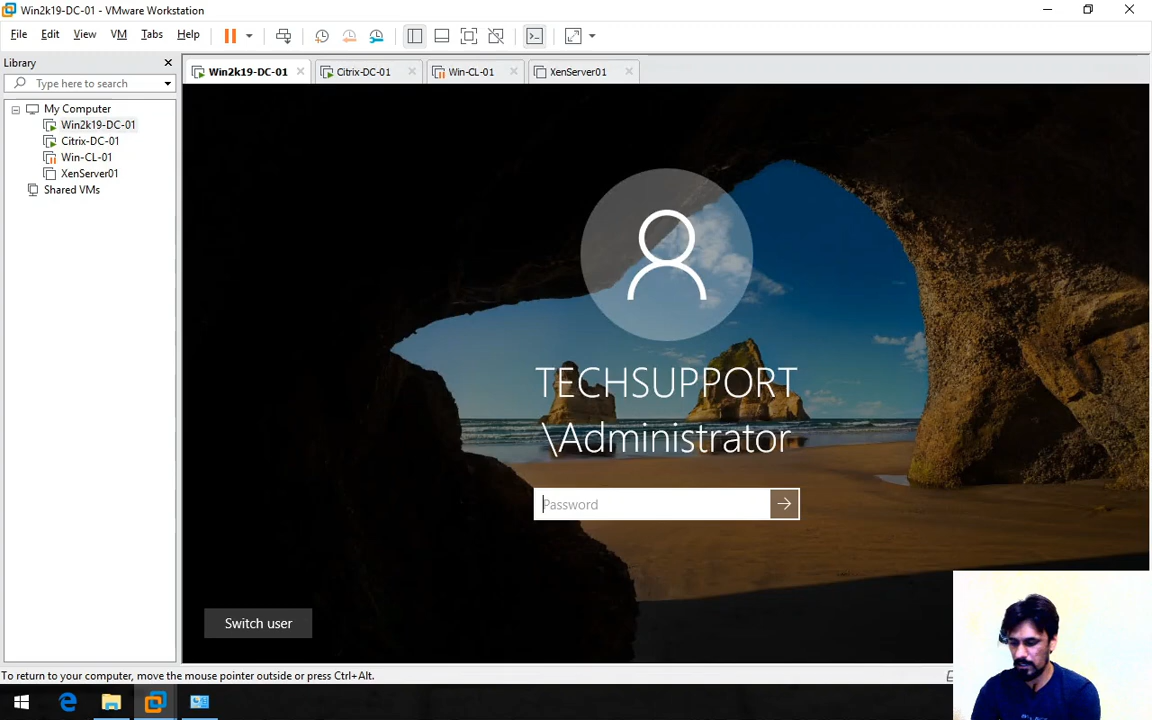 Win2k19-DC-01 - VMware Workstation
File Edit View VM Tabs Help
Library
Type here to search
My Computer
Win2k19-DC-01
Citrix-DC-01
Win-CL-01
XenServer01
Shared VMs
Win2k19-DC-01 Citrix-DC-01 Win-CL-01 XenServer01
TECHSUPPORT
\Administrator
Password
Switch user
To return to your computer, move the mouse pointer outside or press Ctrl+Alt.